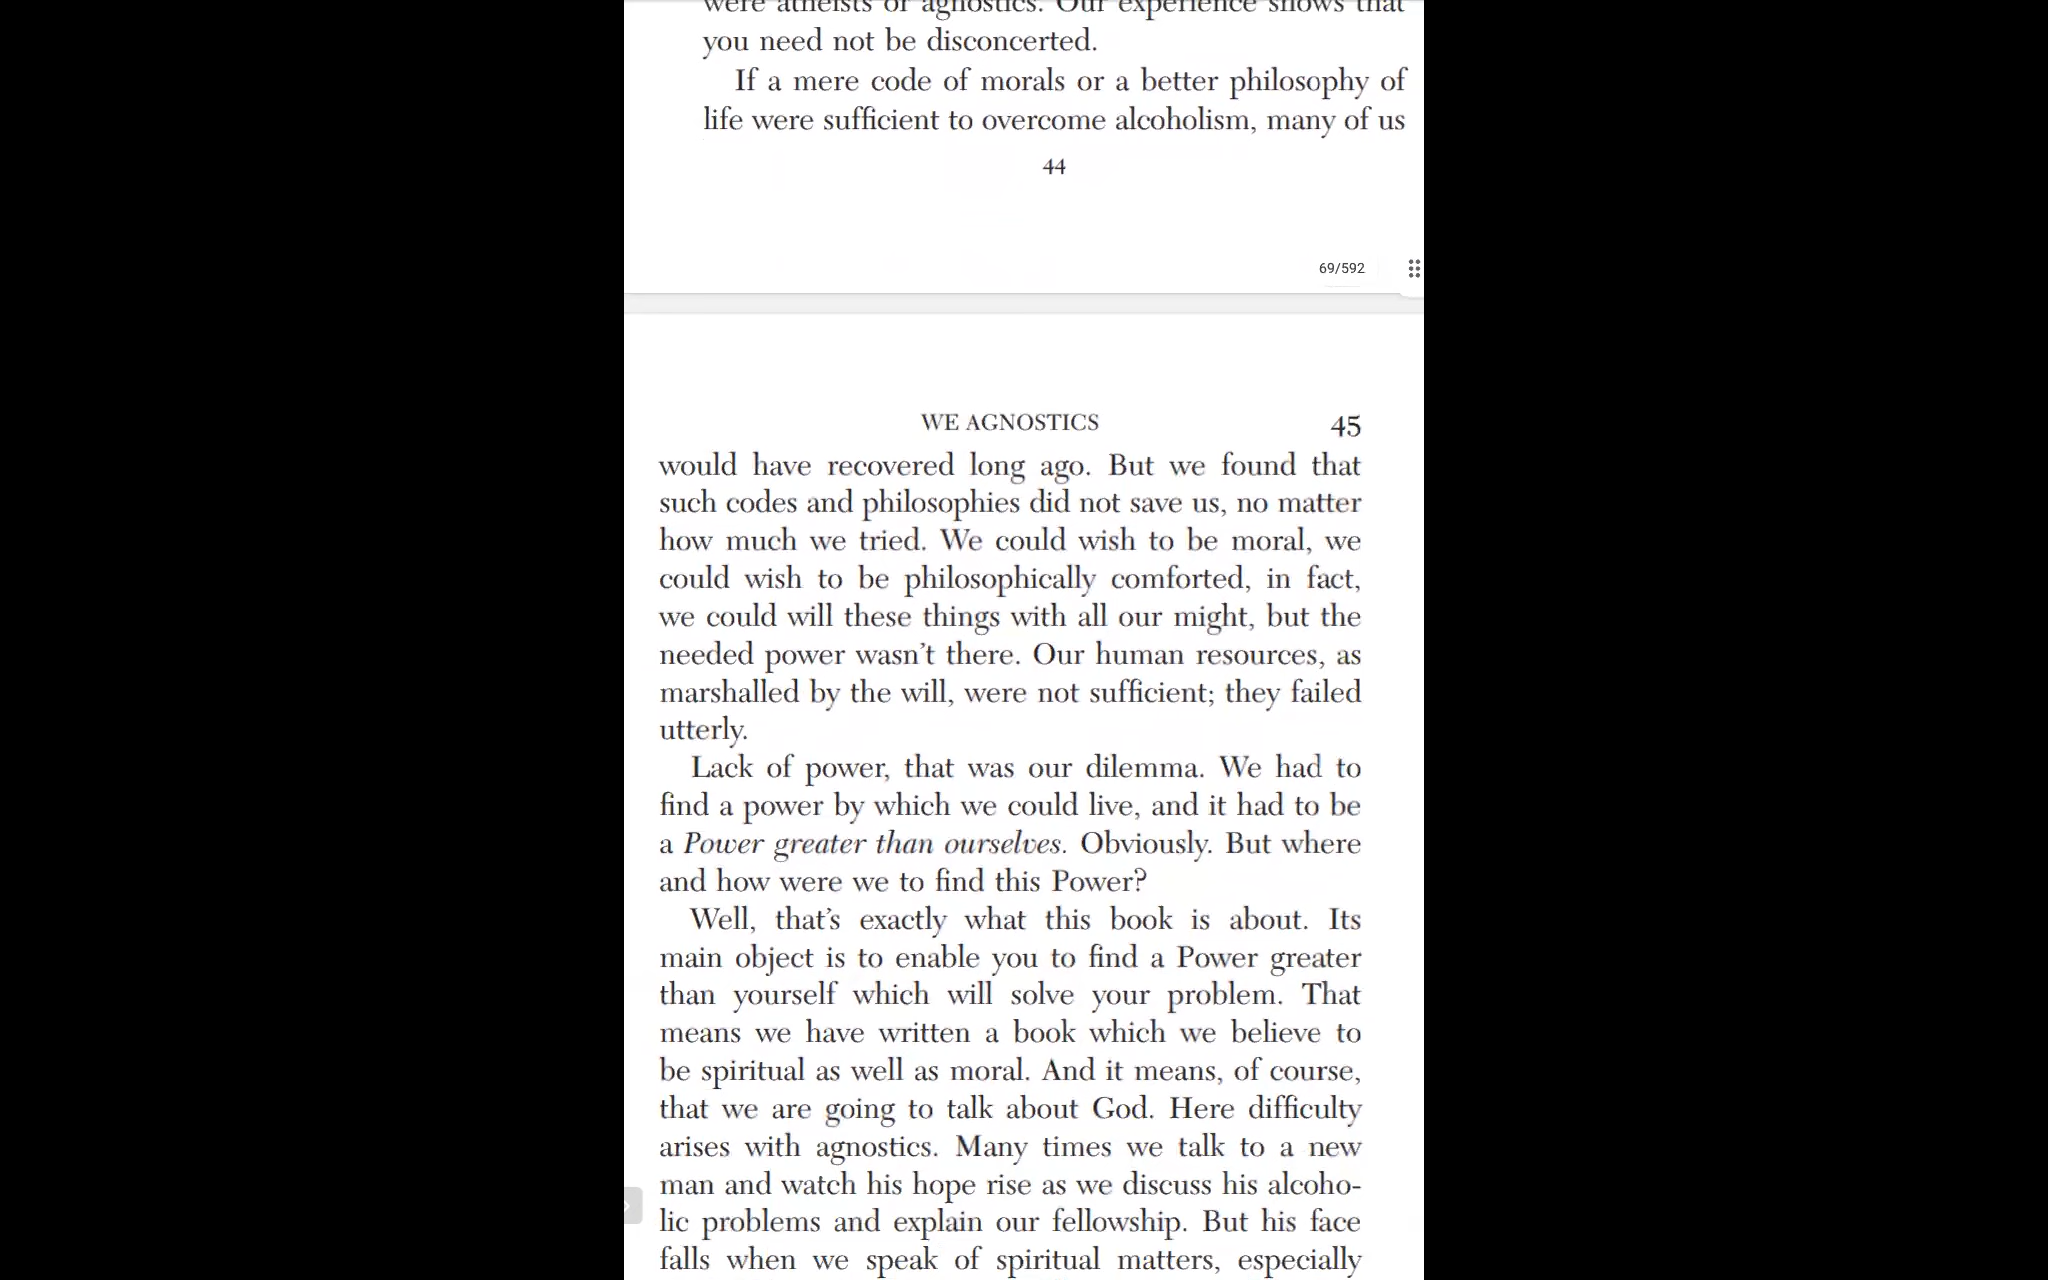 were atheists or agnostics. Our experience shows that
you need not be disconcerted.
If a mere code of morals or a better philosophy of
life were sufficient to overcome alcoholism, many of us
44
69/592
WE AGNOSTICS 45
would have recovered long ago. But we found that
such codes and philosophies did not save us, no matter
how much we tried. We could wish to be moral, we
could wish to be philosophically comforted, in fact,
we could will these things with all our might, but the
needed power wasn’t there. Our human resources, as
marshalled by the will, were not sufficient; they failed
utterly.
Lack of power, that was our dilemma. We had to
find a power by which we could live, and it had to be
a Power greater than ourselves. Obviously. But where
and how were we to find this Power?
Well, that’s exactly what this book is about. Its
main object is to enable you to find a Power greater
than yourself which will solve your problem. That
means we have written a book which we believe to
be spiritual as well as moral. And it means, of course,
that we are going to talk about God. Here difficulty
arises with agnostics. Many times we talk to a new
man and watch his hope rise as we discuss his alcoho-
lic problems and explain our fellowship. But his face
falls when we speak of spiritual matters, especially